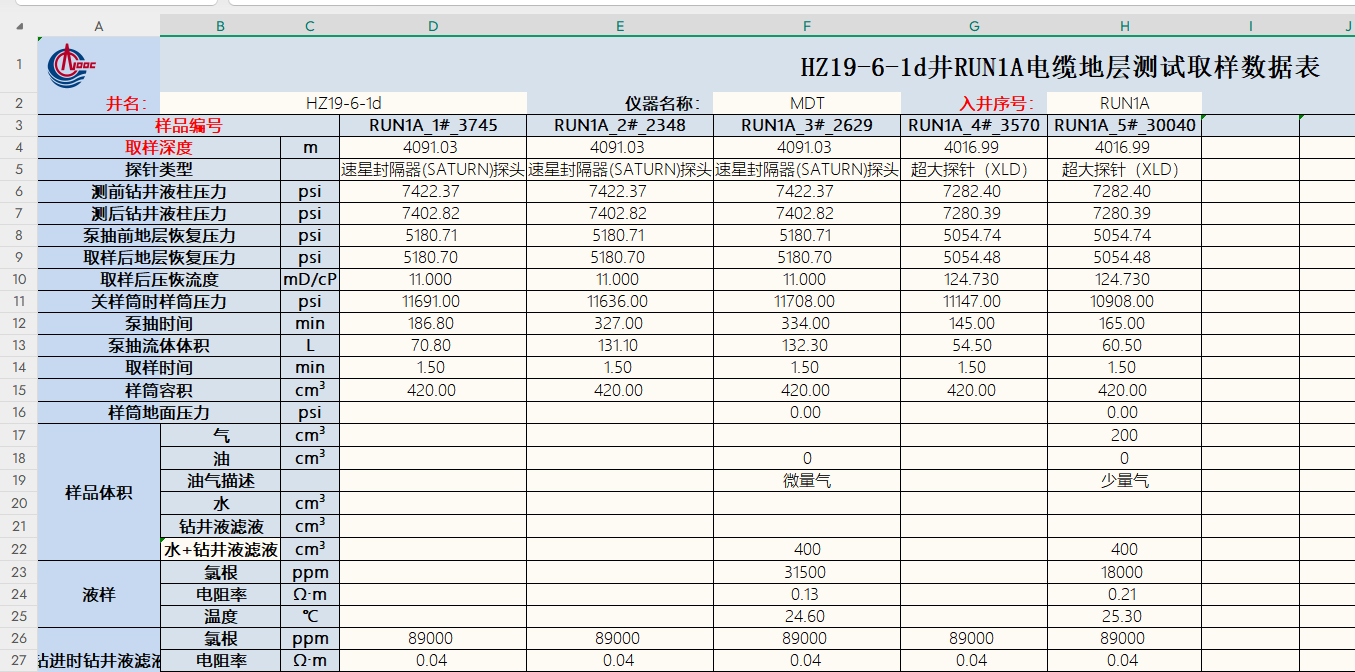 A B C D E F G H I J
1 HZ19-6-1d井RUN1A电缆地层测试取样数据表
2 井名: HZ19-6-1d 仪器名称: MDT 入井序号: RUN1A
3 样品编号 RUN1A_1#_3745 RUN1A_2#_2348 RUN1A_3#_2629 RUN1A_4#_3570 RUN1A_5#_30040
4 取样深度 m 4091.03 4091.03 4091.03 4016.99 4016.99
5 探针类型 速星封隔器(SATURN)探头 速星封隔器(SATURN)探头 速星封隔器(SATURN)探头 超大探针（XLD） 超大探针（XLD）
6 测前钻井液柱压力 psi 7422.37 7422.37 7422.37 7282.40 7282.40
7 测后钻井液柱压力 psi 7402.82 7402.82 7402.82 7280.39 7280.39
8 泵抽前地层恢复压力 psi 5180.71 5180.71 5180.71 5054.74 5054.74
9 取样后地层恢复压力 psi 5180.70 5180.70 5180.70 5054.48 5054.48
10 取样后压恢流度 mD/cP 11.000 11.000 11.000 124.730 124.730
11 关样筒时样筒压力 psi 11691.00 11636.00 11708.00 11147.00 10908.00
12 泵抽时间 min 186.80 327.00 334.00 145.00 165.00
13 泵抽流体体积 L 70.80 131.10 132.30 54.50 60.50
14 取样时间 min 1.50 1.50 1.50 1.50 1.50
15 样筒容积 cm³ 420.00 420.00 420.00 420.00 420.00
16 样筒地面压力 psi 0.00 0.00
17 气 cm³ 200
18 油 cm³ 0 0
19 样品体积 油气描述 微量气 少量气
20 水 cm³
21 钻井液滤液 cm³
22 水+钻井液滤液 cm³ 400 400
23 氯根 ppm 31500 18000
24 液样 电阻率 Ω·m 0.13 0.21
25 温度 ℃ 24.60 25.30
26 氯根 ppm 89000 89000 89000 89000 89000
27 钻进时钻井液滤液 电阻率 Ω·m 0.04 0.04 0.04 0.04 0.04